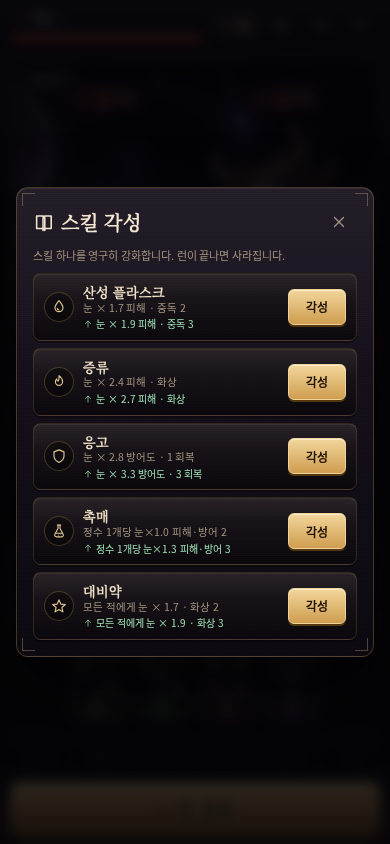 스킬 각성
스킬 하나를 영구히 강화합니다. 런이 끝나면 사라집니다.
산성 플라스크
눈 × 1.7 피해 · 중독 2
↑ 눈 × 1.9 피해 · 중독 3
각성
증류
눈 × 2.4 피해 · 화상
↑ 눈 × 2.7 피해 · 화상
각성
응고
눈 × 2.8 방어도 · 1 회복
↑ 눈 × 3.3 방어도 · 3 회복
각성
촉매
정수 1개당 눈×1.0 피해·방어 2
↑ 정수 1개당 눈×1.3 피해·방어 3
각성
대비약
모든 적에게 눈 × 1.7 · 화상 2
↑ 모든 적에게 눈 × 1.9 · 화상 3
각성